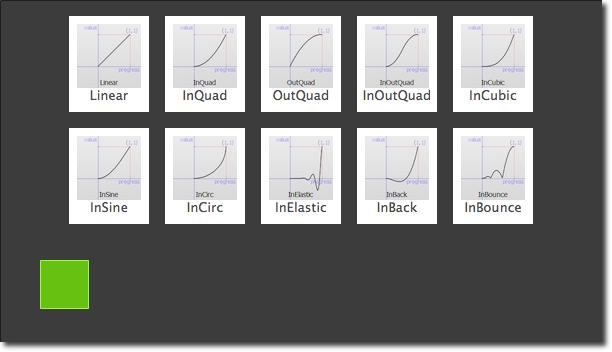 value [1,1]
progress
Linear
Linear
value [1,1]
progress
InQuad
InQuad
value [1,1]
progress
OutQuad
OutQuad
value [1,1]
progress
InOutQuad
InOutQuad
value [1,1]
progress
InCubic
InCubic
value [1,1]
progress
InSine
InSine
value [1,1]
progress
InCirc
InCirc
value [1,1]
progress
InElastic
InElastic
value [1,1]
progress
InBack
InBack
value [1,1]
progress
InBounce
InBounce